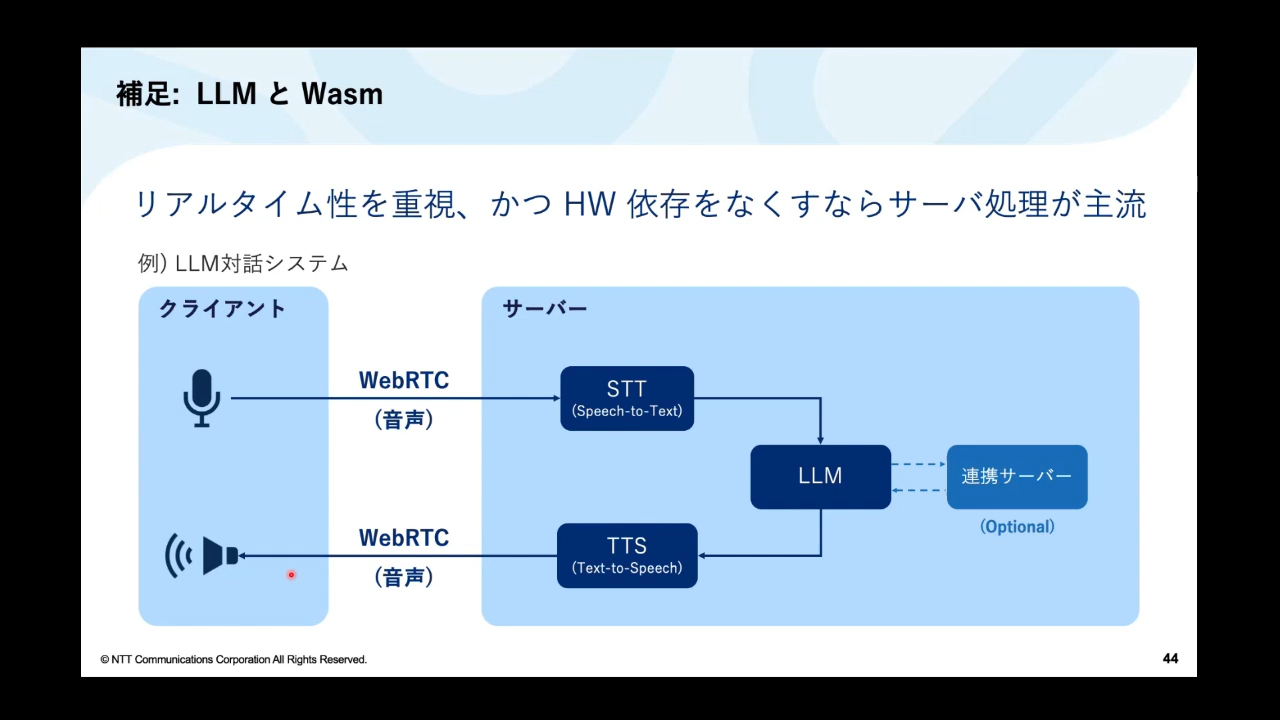 補足: LLM と Wasm
リアルタイム性を重視、かつ HW 依存をなくすならサーバ処理が主流
例) LLM対話システム
クライアント
サーバー
WebRTC
(音声)
STT
(Speech-to-Text)
LLM
連携サーバー
(Optional)
WebRTC
(音声)
TTS
(Text-to-Speech)
© NTT Communications Corporation All Rights Reserved.
44